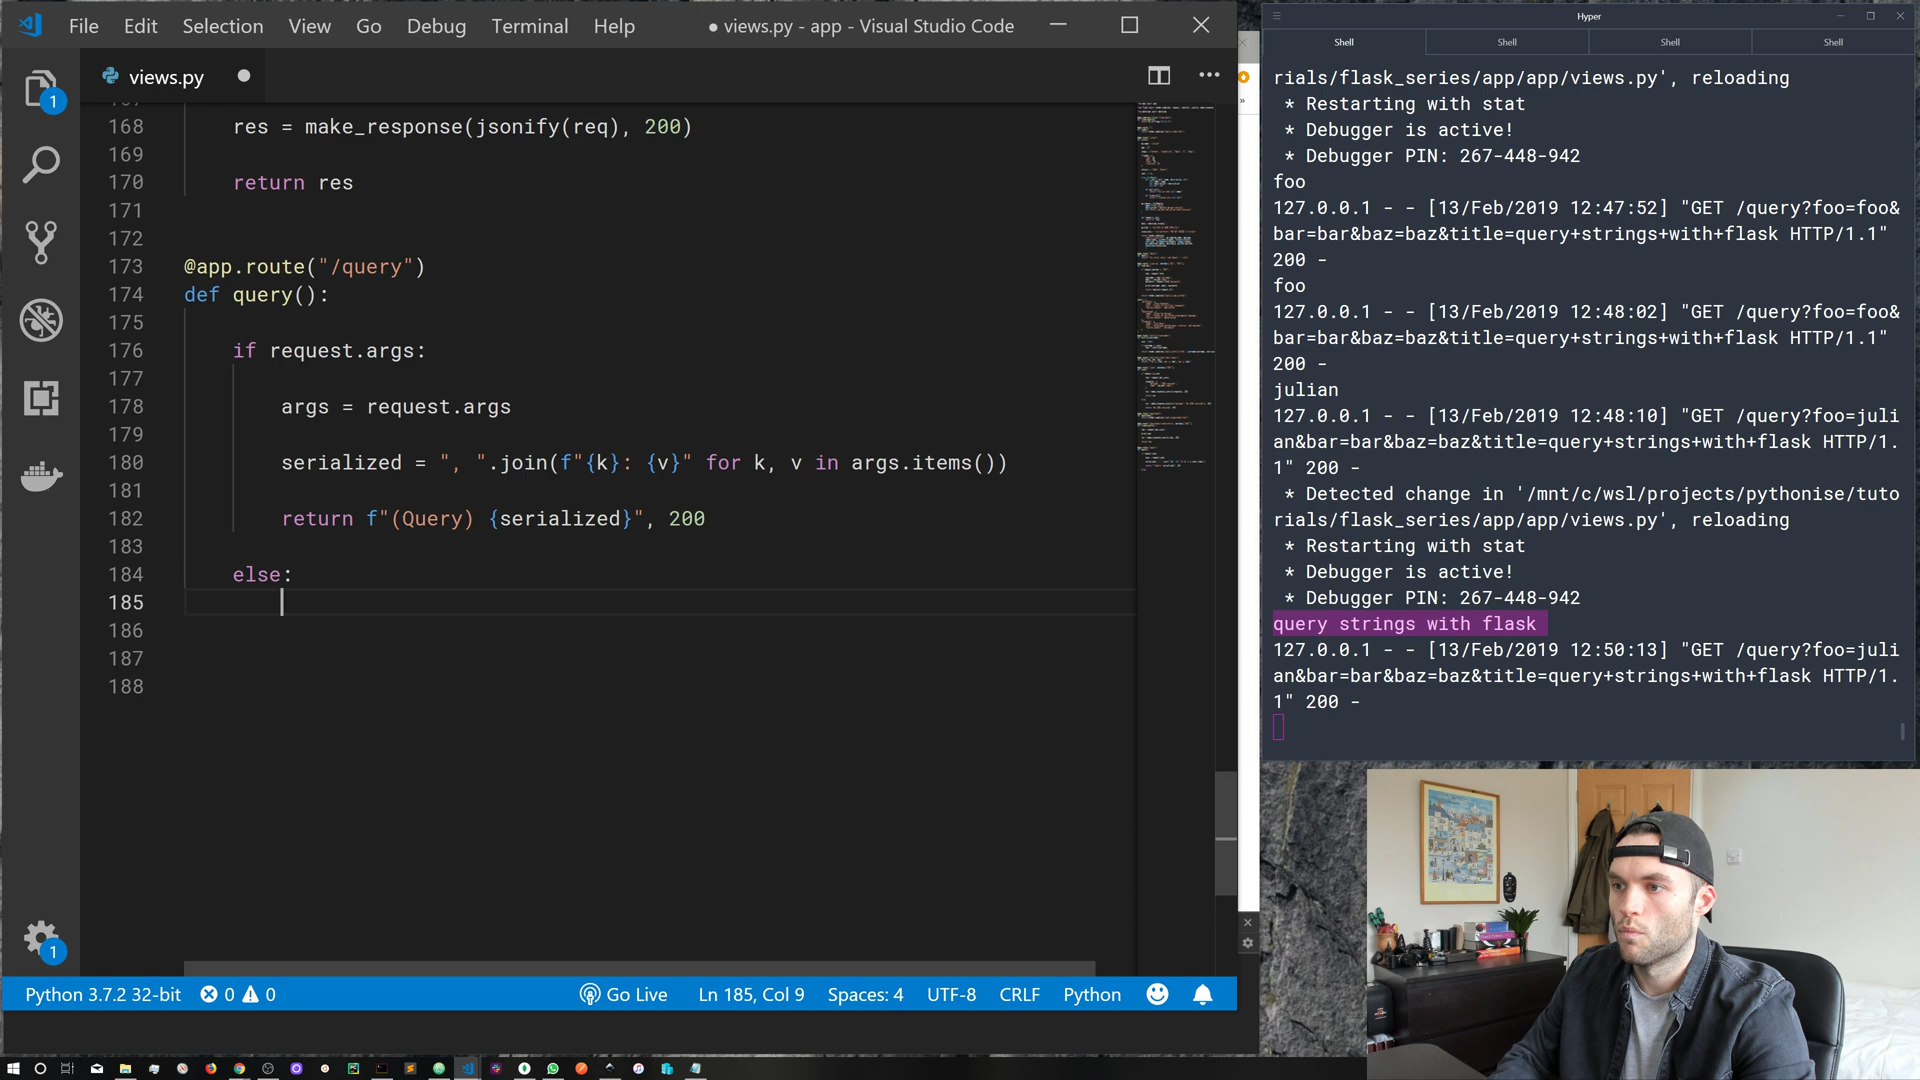 File Edit Selection View Go Debug Terminal Help
● views.py - app - Visual Studio Code
views.py
168 res = make_response(jsonify(req), 200)
169
170 return res
171
172
173 @app.route("/query")
174 def query():
175
176 if request.args:
177
178 args = request.args
179
180 serialized = ", ".join(f"{k}: {v}" for k, v in args.items())
181
182 return f"(Query) {serialized}", 200
183
184 else:
185
186
187
188
1
1
Python 3.7.2 32-bit 0 0 Go Live Ln 185, Col 9 Spaces: 4 UTF-8 CRLF Python
Hyper
Shell Shell Shell Shell
rials/flask_series/app/app/views.py', reloading
* Restarting with stat
* Debugger is active!
* Debugger PIN: 267-448-942
foo
127.0.0.1 - - [13/Feb/2019 12:47:52] "GET /query?foo=foo&
bar=bar&baz=baz&title=query+strings+with+flask HTTP/1.1"
200 -
foo
127.0.0.1 - - [13/Feb/2019 12:48:02] "GET /query?foo=foo&
bar=bar&baz=baz&title=query+strings+with+flask HTTP/1.1"
200 -
julian
127.0.0.1 - - [13/Feb/2019 12:48:10] "GET /query?foo=juli
an&bar=bar&baz=baz&title=query+strings+with+flask HTTP/1.
1" 200 -
* Detected change in '/mnt/c/wsl/projects/pythonise/tuto
rials/flask_series/app/app/views.py', reloading
* Restarting with stat
* Debugger is active!
* Debugger PIN: 267-448-942
query strings with flask
127.0.0.1 - - [13/Feb/2019 12:50:13] "GET /query?foo=juli
an&bar=bar&baz=baz&title=query+strings+with+flask HTTP/1.
1" 200 -